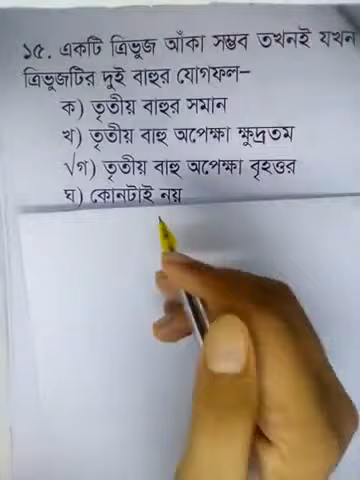 ১৫. একটি ত্রিভুজ আঁকা সম্ভব তখনই যখন
ত্রিভুজটির দুই বাহুর যোগফল–
ক) তৃতীয় বাহুর সমান
খ) তৃতীয় বাহু অপেক্ষা ক্ষুদ্রতম
√গ) তৃতীয় বাহু অপেক্ষা বৃহত্তর
ঘ) কোনটাই নয়